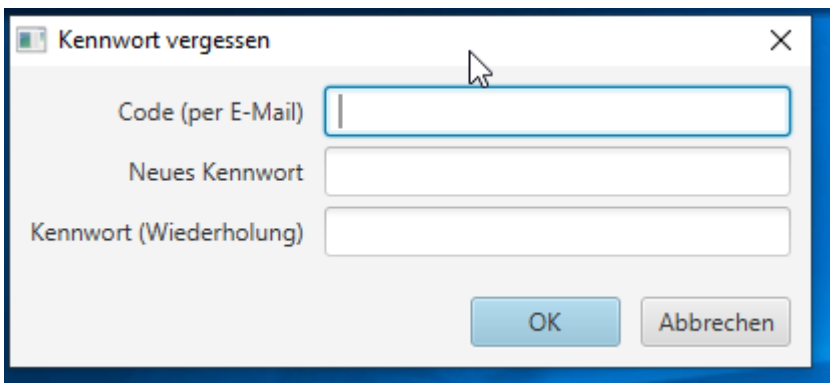 Kennwort vergessen
Code (per E-Mail)
Neues Kennwort
Kennwort (Wiederholung)
OK Abbrechen